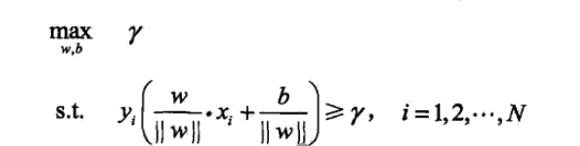 max γ
w,b
s.t. yᵢ(w/‖w‖ · xᵢ + b/‖w‖) ⩾ γ, i=1,2,⋯,N